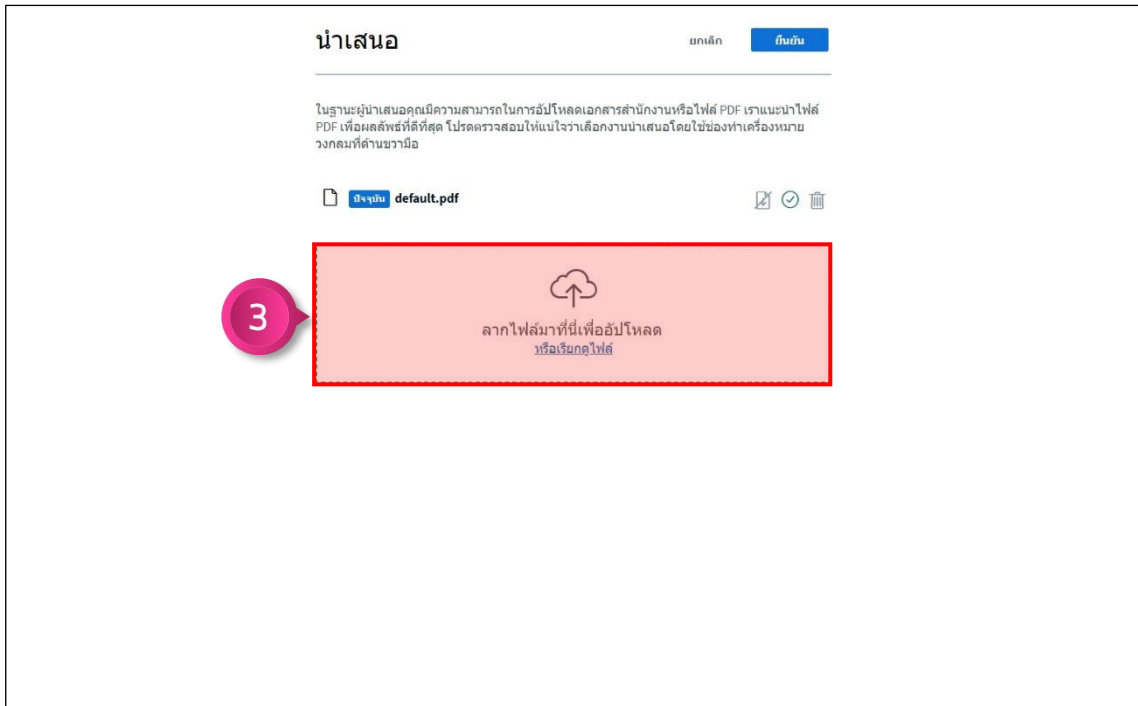 นำเสนอ
ยกเลิก
ยืนยัน
ในฐานะผู้นำเสนอคุณมีความสามารถในการอัปโหลดเอกสารสำนักงานหรือไฟล์ PDF เราแนะนำไฟล์
PDF เพื่อผลลัพธ์ที่ดีที่สุด โปรดตรวจสอบให้แน่ใจว่าเลือกงานนำเสนอโดยใช้ช่องทำเครื่องหมาย
วงกลมที่ด้านขวามือ
ปัจจุบัน default.pdf
3
ลากไฟล์มาที่นี่เพื่ออัปโหลด
หรือเรียกดูไฟล์